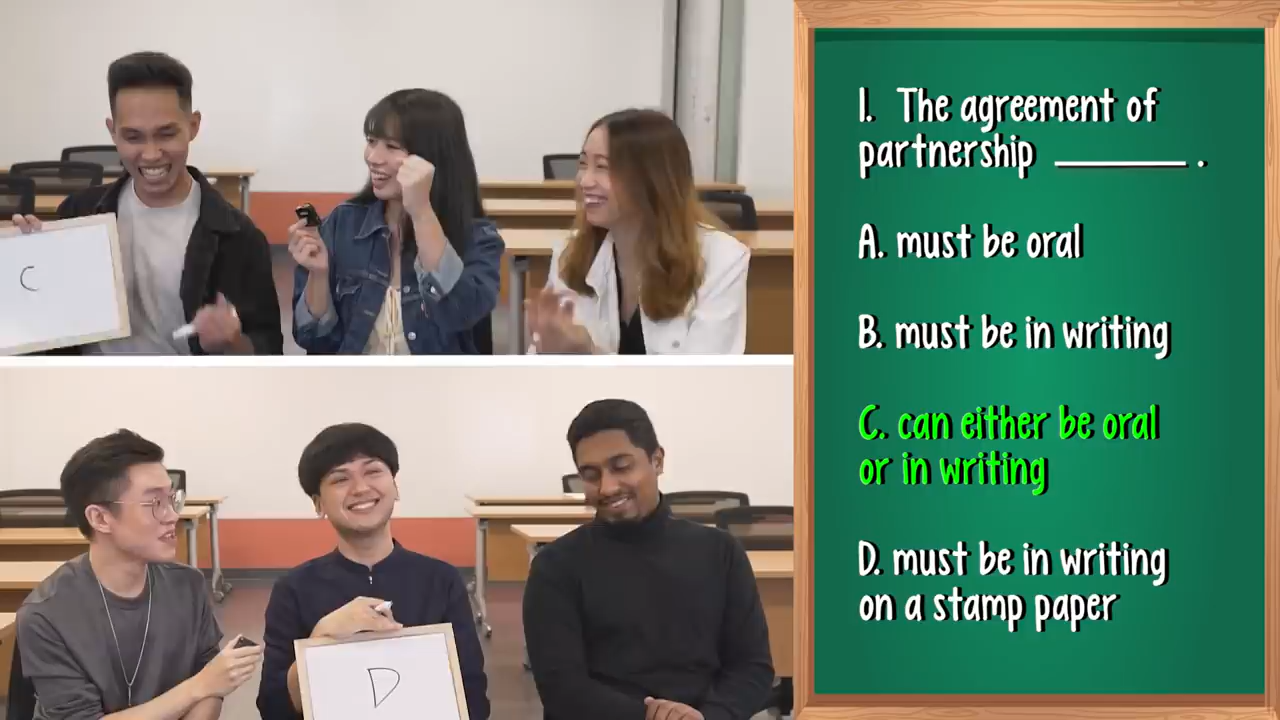 C
D
1. The agreement of
partnership ______ .
A. must be oral
B. must be in writing
C. can either be oral
or in writing
D. must be in writing
on a stamp paper